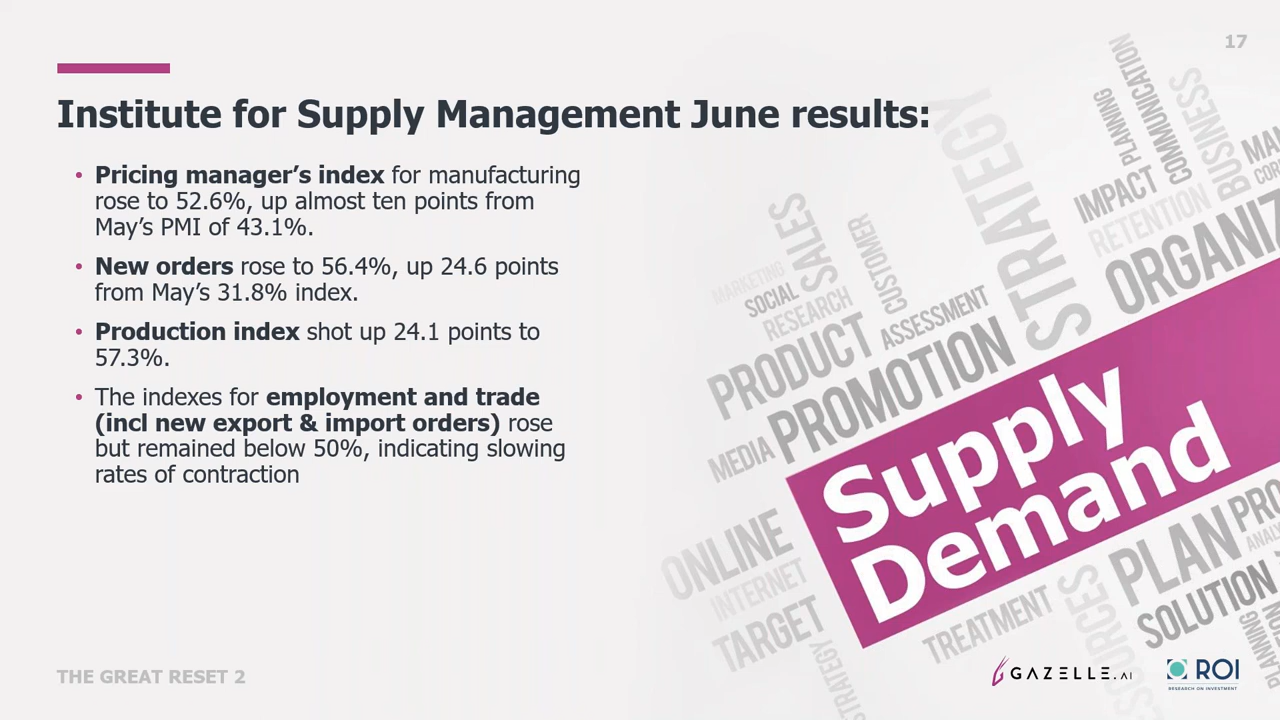 17
Institute for Supply Management June results:
• Pricing manager’s index for manufacturing
rose to 52.6%, up almost ten points from
May’s PMI of 43.1%.
• New orders rose to 56.4%, up 24.6 points
from May’s 31.8% index.
• Production index shot up 24.1 points to
57.3%.
• The indexes for employment and trade
(incl new export & import orders) rose
but remained below 50%, indicating slowing
rates of contraction
COMMUNICATION
PLANNING
BUSINESS
STRATEGY
IMPACT
RETENTION
SALES
CUSTOMER
MARKETING
SOCIAL
RESEARCH
ASSESSMENT
PRODUCT
PROMOTION
MEDIA
Supply
Demand
ONLINE
INTERNET
TARGET
STRATEGY
TREATMENT
PLAN
SOLUTION
PLANNING
THE GREAT RESET 2
GAZELLE.AI
ROI
RESEARCH ON INVESTMENT